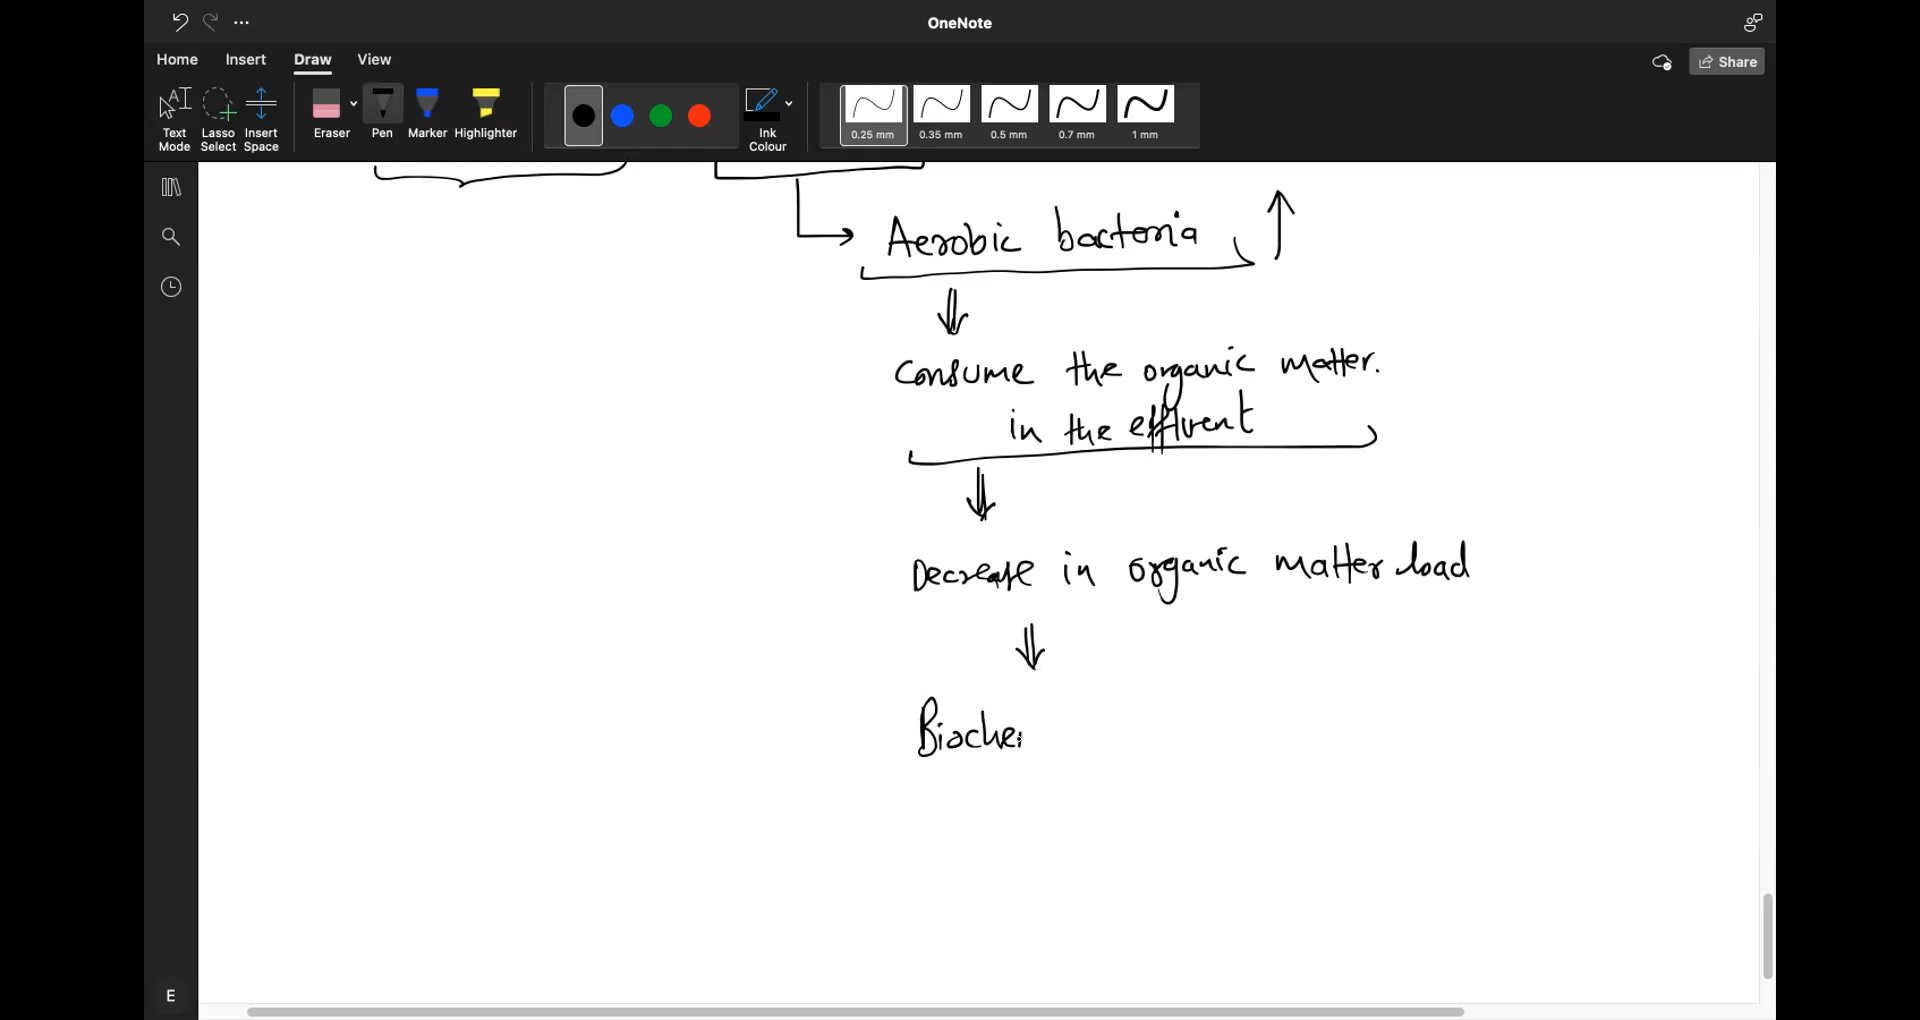 OneNote
Home Insert Draw View
Share
Text Mode
Lasso Select
Insert Space
Eraser
Pen
Marker
Highlighter
Ink Colour
0.25 mm
0.35 mm
0.5 mm
0.7 mm
1 mm
Aerobic bacteria
Consume the organic matter.
in the effluent
Decrease in organic matter load
Bioche
E